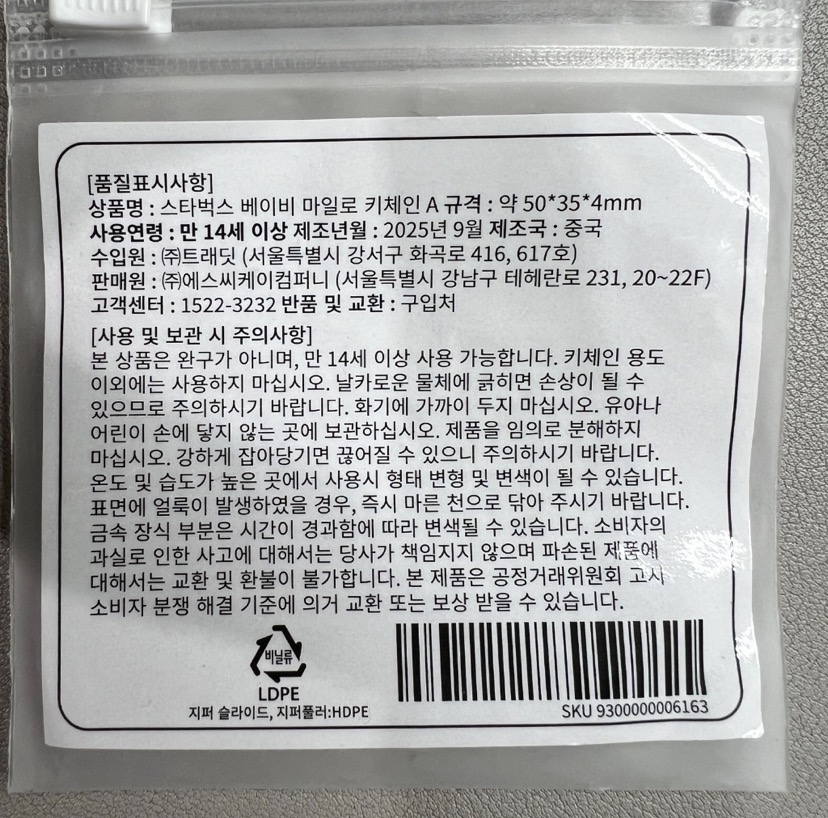 [품질표시사항]
상품명 : 스타벅스 베이비 마일로 키체인 A 규격 : 약 50*35*4mm
사용연령 : 만 14세 이상 제조년월 : 2025년 9월 제조국 : 중국
수입원 : ㈜트래딧 (서울특별시 강서구 화곡로 416, 617호)
판매원 : ㈜에스씨케이컴퍼니 (서울특별시 강남구 테헤란로 231, 20~22F)
고객센터 : 1522-3232 반품 및 교환 : 구입처
[사용 및 보관 시 주의사항]
본 상품은 완구가 아니며, 만 14세 이상 사용 가능합니다. 키체인 용도
이외에는 사용하지 마십시오. 날카로운 물체에 긁히면 손상이 될 수
있으므로 주의하시기 바랍니다. 화기에 가까이 두지 마십시오. 유아나
어린이 손에 닿지 않는 곳에 보관하십시오. 제품을 임의로 분해하지
마십시오. 강하게 잡아당기면 끊어질 수 있으니 주의하시기 바랍니다.
온도 및 습도가 높은 곳에서 사용시 형태 변형 및 변색이 될 수 있습니다.
표면에 얼룩이 발생하였을 경우, 즉시 마른 천으로 닦아 주시기 바랍니다.
금속 장식 부분은 시간이 경과함에 따라 변색될 수 있습니다. 소비자의
과실로 인한 사고에 대해서는 당사가 책임지지 않으며 파손된 제품에
대해서는 교환 및 환불이 불가합니다. 본 제품은 공정거래위원회 고시
소비자 분쟁 해결 기준에 의거 교환 또는 보상 받을 수 있습니다.
비닐류
LDPE
지퍼 슬라이드, 지퍼풀러:HDPE
SKU 9300000006163